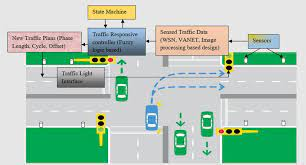 State Machine
New Traffic Plans (Phase
Length, Cycle, Offset)
Traffic Responsive
controller (Fuzzy
logic based)
Sensed Traffic Data
(WSN, VANET, Image
processing based design)
Sensors
Traffic Light
Interface